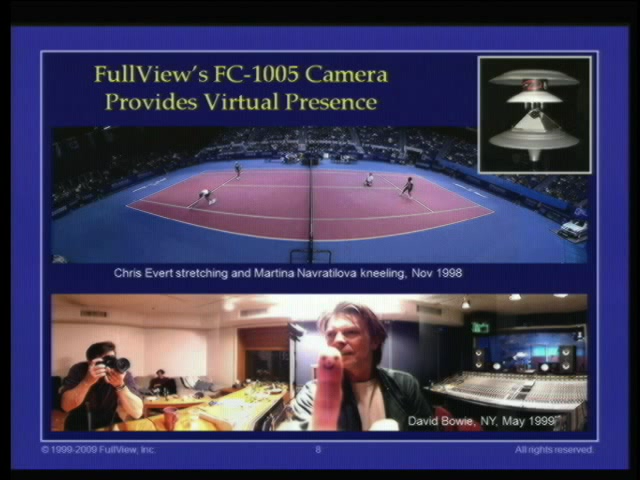 FullView's FC-1005 Camera
Provides Virtual Presence
Chris Evert stretching and Martina Navratilova kneeling, Nov 1998
David Bowie, NY, May 1999
© 1999-2009 FullView, Inc.
8
All rights reserved.